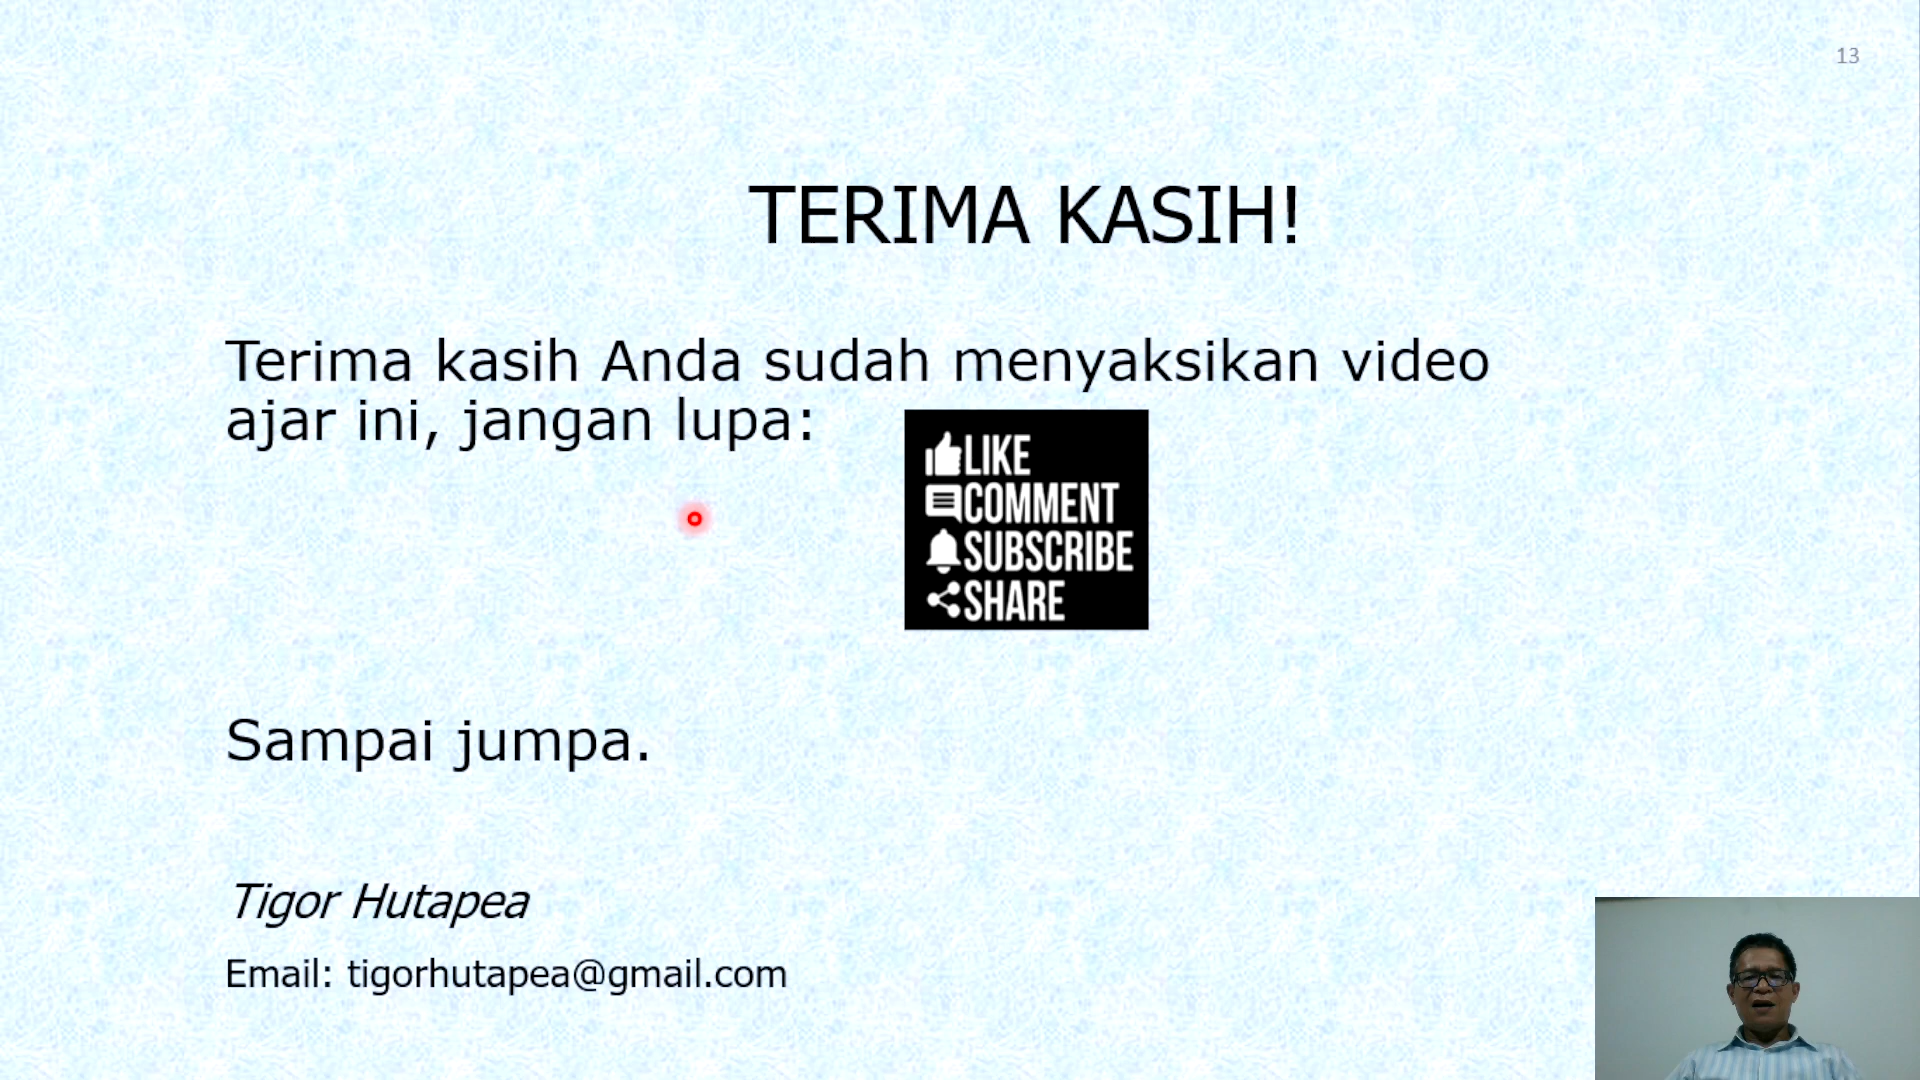 13
TERIMA KASIH!
Terima kasih Anda sudah menyaksikan video
ajar ini, jangan lupa:
LIKE
COMMENT
SUBSCRIBE
SHARE
Sampai jumpa.
Tigor Hutapea
Email: tigorhutapea@gmail.com